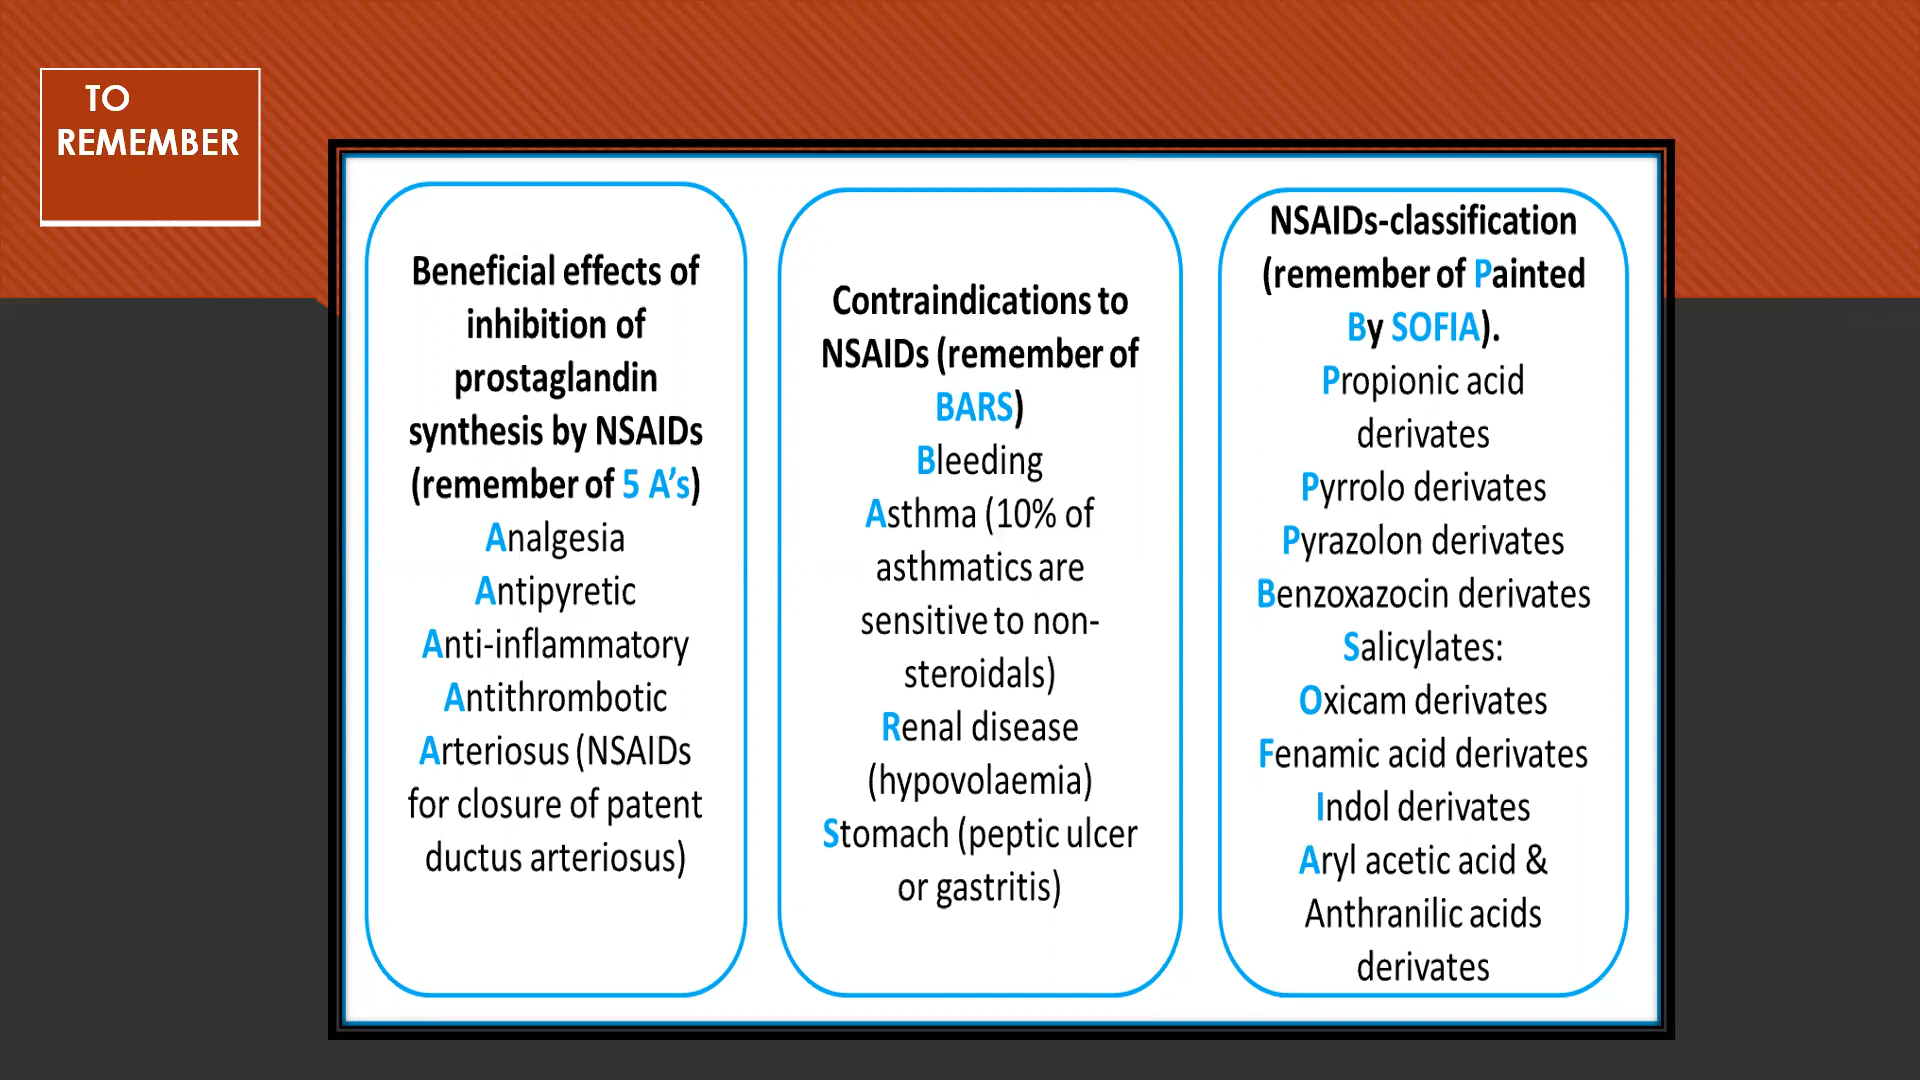 TO
REMEMBER
Beneficial effects of
inhibition of
prostaglandin
synthesis by NSAIDs
(remember of 5 A's)
Analgesia
Antipyretic
Anti-inflammatory
Antithrombotic
Arteriosus (NSAIDs
for closure of patent
ductus arteriosus)
Contraindications to
NSAIDs (remember of
BARS)
Bleeding
Asthma (10% of
asthmatics are
sensitive to non-
steroidals)
Renal disease
(hypovolaemia)
Stomach (peptic ulcer
or gastritis)
NSAIDs-classification
(remember of Painted
By SOFIA).
Propionic acid
derivates
Pyrrolo derivates
Pyrazolon derivates
Benzoxazocin derivates
Salicylates:
Oxicam derivates
Fenamic acid derivates
Indol derivates
Aryl acetic acid &
Anthranilic acids
derivates